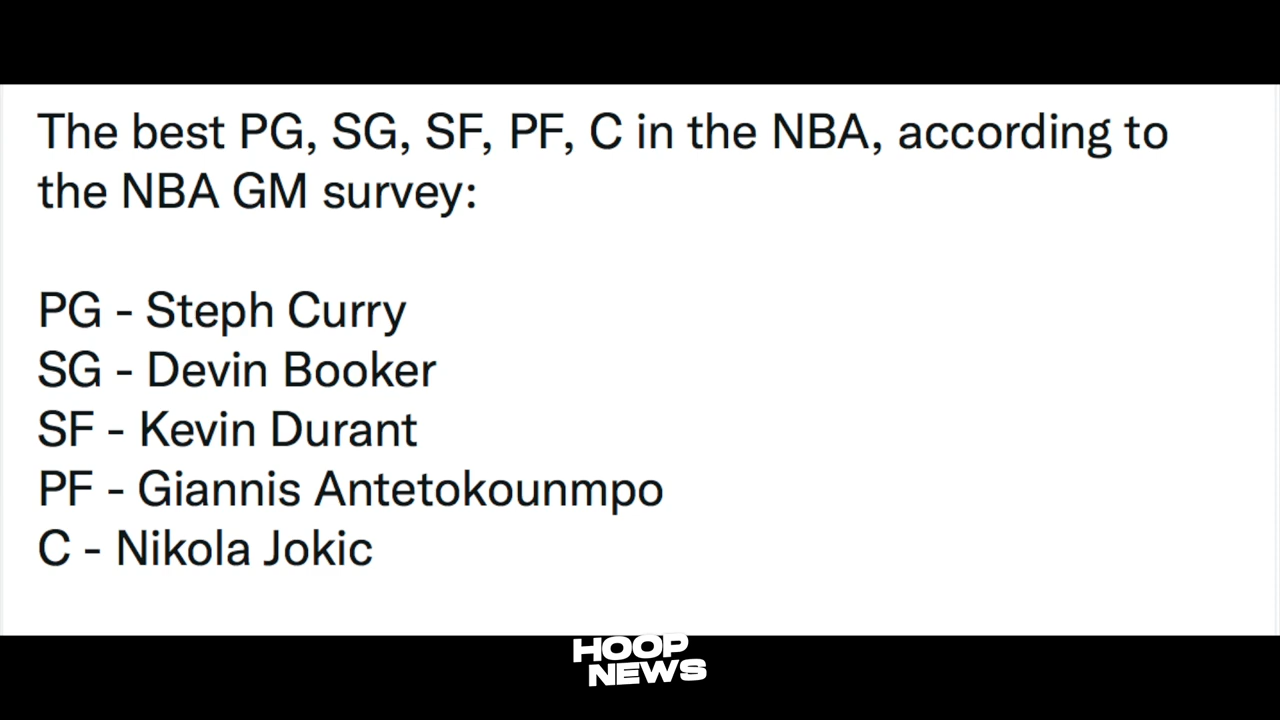 The best PG, SG, SF, PF, C in the NBA, according to
the NBA GM survey:
PG - Steph Curry
SG - Devin Booker
SF - Kevin Durant
PF - Giannis Antetokounmpo
C - Nikola Jokic
HOOP
NEWS